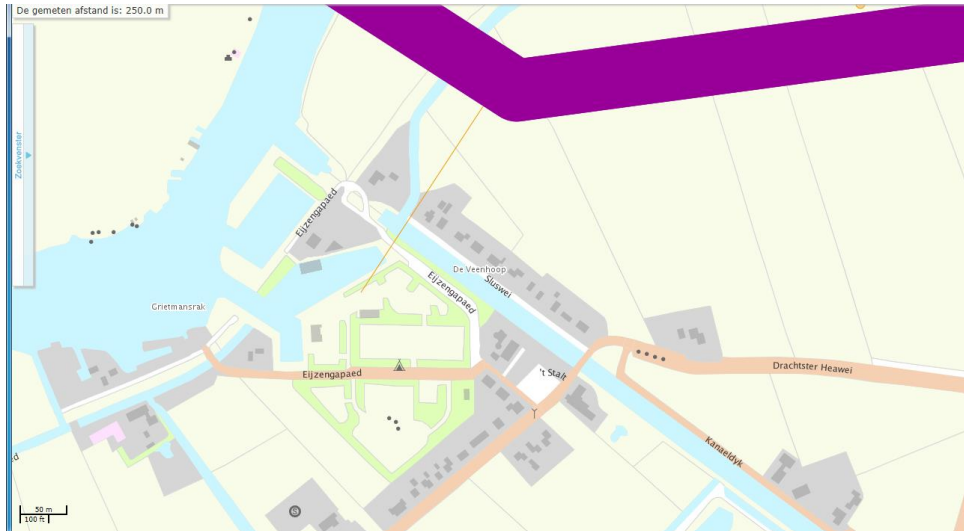 De gemeten afstand is: 250.0 m
Zoekvenster
Eijzengapaed
De Veenhoop
Sluswei
Eijzengapaed
Grietmansrak
Eijzengapaed
't Stalt
Drachtster Heawei
Kanaeldyk
50 m
100 ft
S